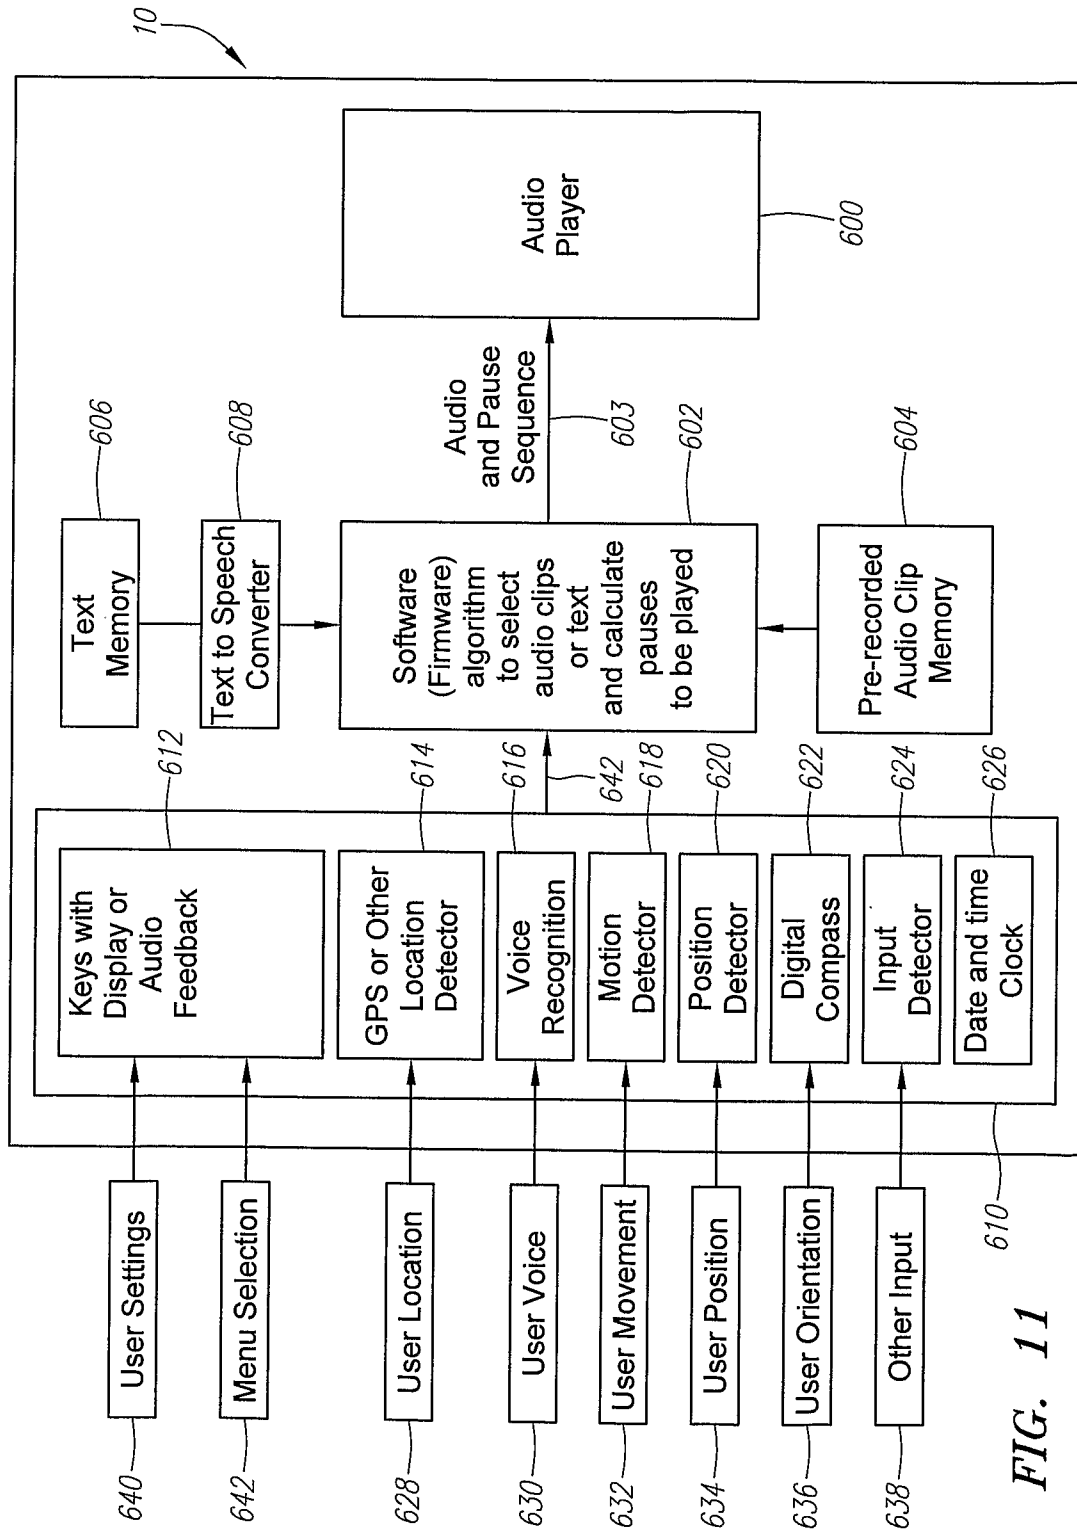 10
Text
Memory
606
Text to Speech
Converter
608
Audio
and Pause
Sequence
603
Audio
Player
600
Software
(Firmware)
algorithm
to select
audio clips
or text
and calculate
pauses
to be played
602
Pre-recorded
Audio Clip
Memory
604
User Settings
640
Menu Selection
642
User Location
628
User Voice
630
User Movement
632
User Position
634
User Orientation
636
Other Input
638
Keys with
Display or
Audio
Feedback
612
GPS or Other
Location
Detector
614
Voice
Recognition
616
642
Motion
Detector
618
Position
Detector
620
Digital
Compass
622
Input
Detector
624
Date and time
Clock
626
610
FIG. 11